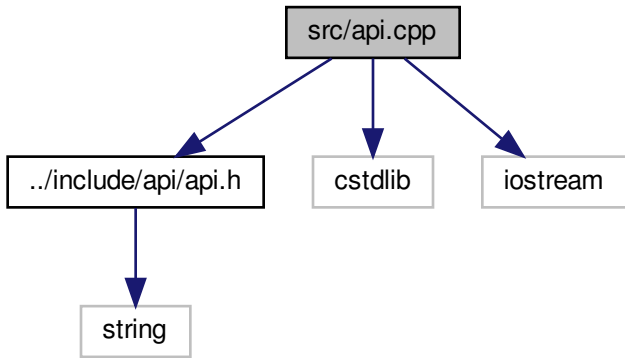 src/api.cpp
../include/api/api.h
cstdlib
iostream
string